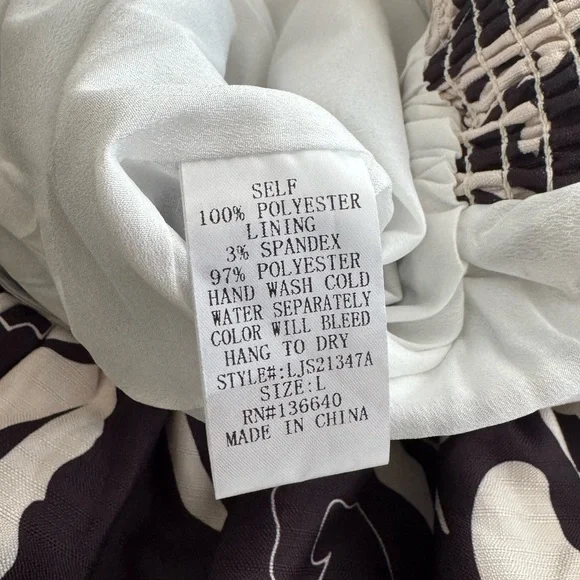 SELF
100% POLYESTER
LINING
3% SPANDEX
97% POLYESTER
HAND WASH COLD
WATER SEPARATELY
COLOR WILL BLEED
HANG TO DRY
STYLE#:LJS21347A
SIZE:L
RN#136640
MADE IN CHINA